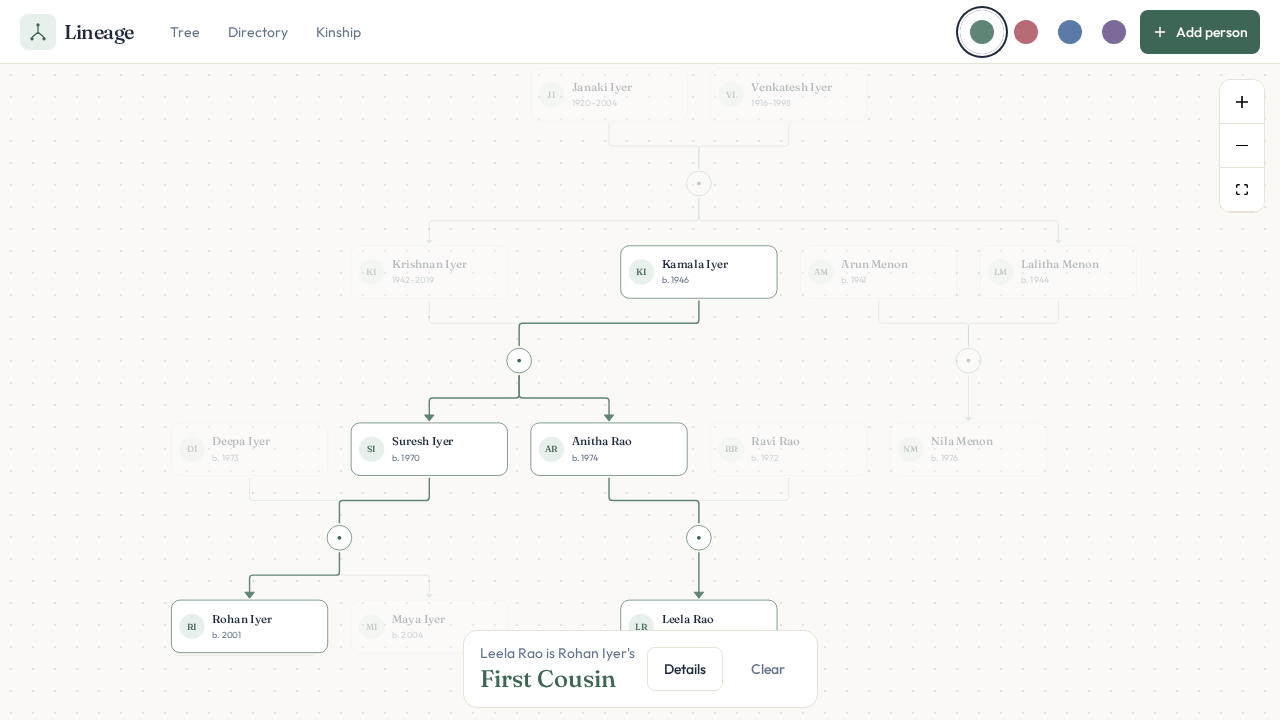 Lineage
Tree
Directory
Kinship
Add person
JI
Janaki Iyer
1920–2004
VI
Venkatesh Iyer
1916–1998
KI
Krishnan Iyer
1942–2019
KI
Kamala Iyer
b. 1946
AM
Arun Menon
b. 1941
LM
Lalitha Menon
b. 1944
DI
Deepa Iyer
b. 1973
SI
Suresh Iyer
b. 1970
AR
Anitha Rao
b. 1974
RR
Ravi Rao
b. 1972
NM
Nila Menon
b. 1976
RI
Rohan Iyer
b. 2001
MI
Maya Iyer
b. 2004
LR
Leela Rao
Leela Rao is Rohan Iyer's
First Cousin
Details
Clear